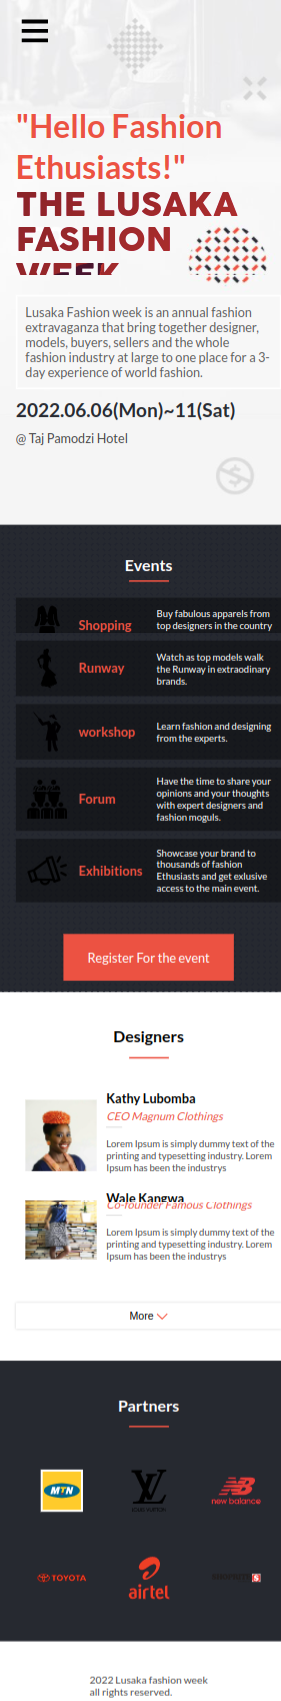 "Hello Fashion
Ethusiasts!"
THE LUSAKA
FASHION
WEEK
Lusaka Fashion week is an annual fashion
extravaganza that bring together designer,
models, buyers, sellers and the whole
fashion industry at large to one place for a 3-
day experience of world fashion.
2022.06.06(Mon)~11(Sat)
@ Taj Pamodzi Hotel
Events
Shopping
Buy fabulous apparels from
top designers in the country
Runway
Watch as top models walk
the Runway in extraodinary
brands.
workshop
Learn fashion and designing
from the experts.
Forum
Have the time to share your
opinions and your thoughts
with expert designers and
fashion moguls.
Exhibitions
Showcase your brand to
thousands of fashion
Ethusiasts and get exlusive
access to the main event.
Register For the event
Designers
Kathy Lubomba
CEO Magnum Clothings
Lorem Ipsum is simply dummy text of the
printing and typesetting industry. Lorem
Ipsum has been the industrys
Wale Kangwa
Co-founder Famous Clothings
Lorem Ipsum is simply dummy text of the
printing and typesetting industry. Lorem
Ipsum has been the industrys
More
Partners
MTN
LV
new balance
TOYOTA
airtel
2022 Lusaka fashion week
all rights reserved.